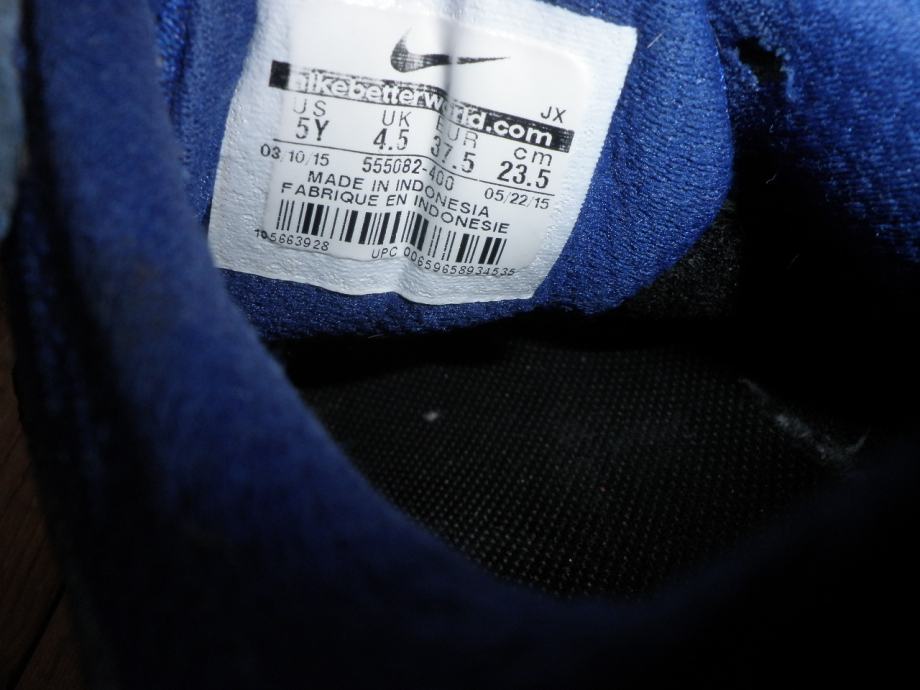 nikebetterworld.com
JX
US UK EUR cm
5Y 4.5 37.5 23.5
03/10/15 555082-400 05/22/15
MADE IN INDONESIA
FABRIQUE EN INDONESIE
105663928 UPC 00659658934535